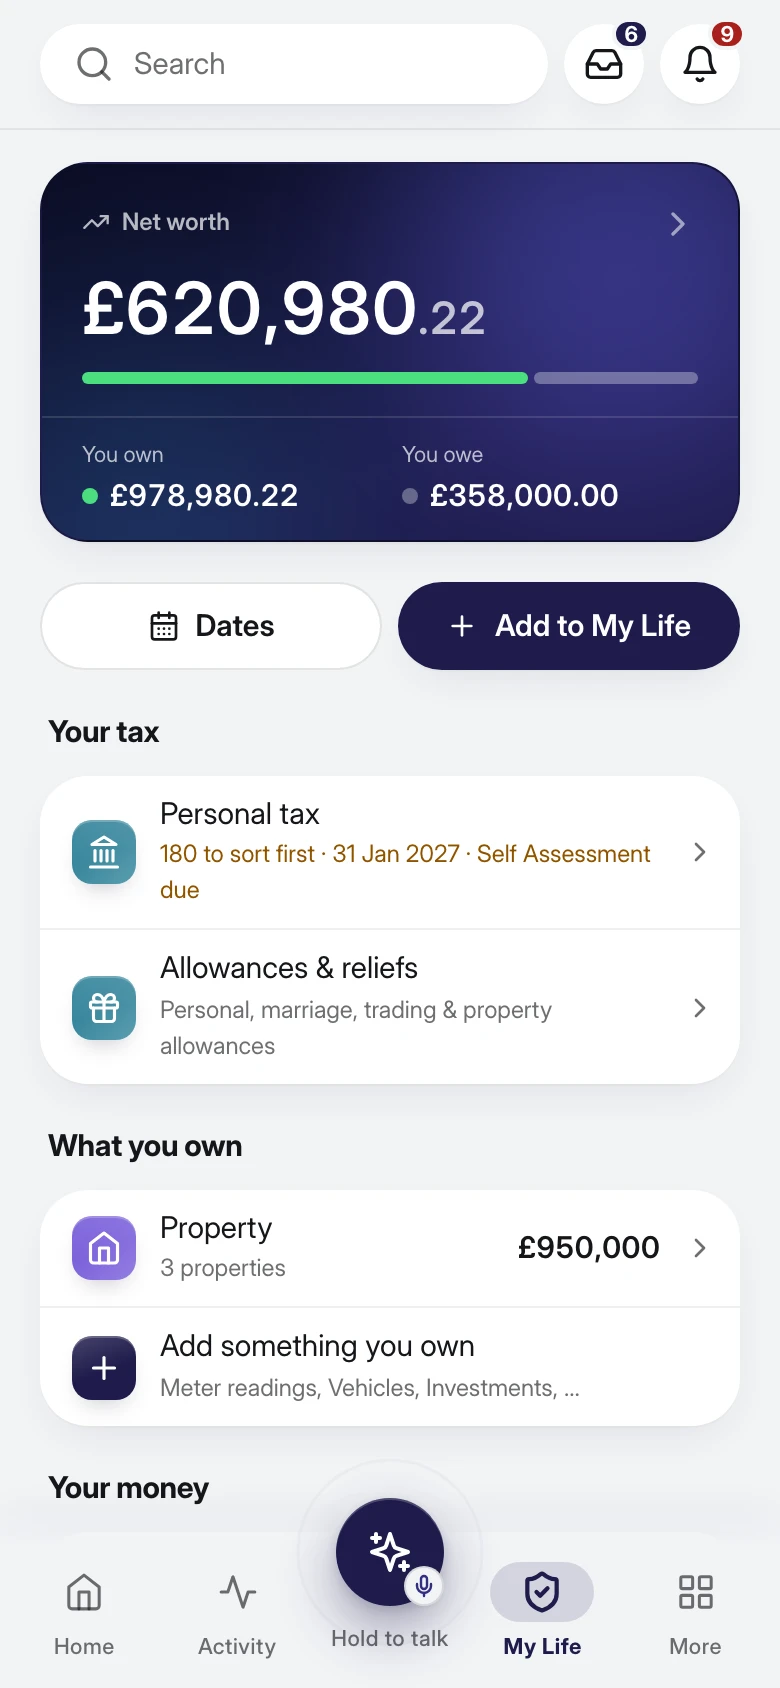 Search
6
9
Net worth
£620,980.22
You own
You owe
£978,980.22
£358,000.00
Dates
Add to My Life
Your tax
Personal tax
180 to sort first · 31 Jan 2027 · Self Assessment
due
Allowances & reliefs
Personal, marriage, trading & property
allowances
What you own
Property
3 properties
£950,000
Add something you own
Meter readings, Vehicles, Investments, ...
Your money
Home
Activity
Hold to talk
My Life
More